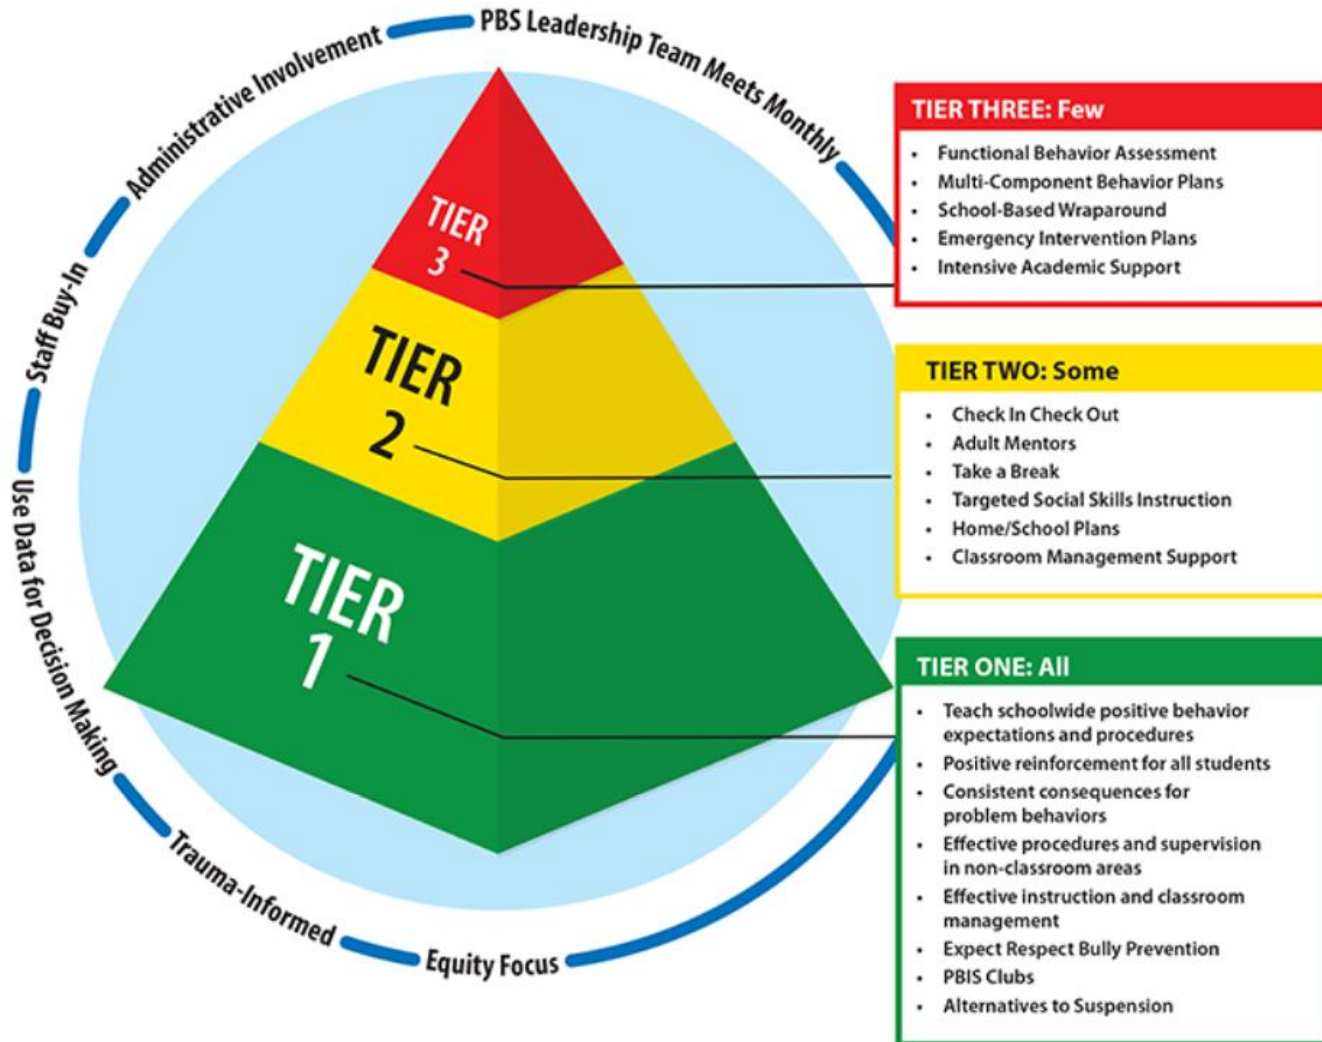 PBS Leadership Team Meets Monthly
Administrative Involvement
Staff Buy-In
Use Data for Decision Making
Trauma-Informed
Equity Focus
TIER
3
TIER
2
TIER
1
TIER THREE: Few
• Functional Behavior Assessment
• Multi-Component Behavior Plans
• School-Based Wraparound
• Emergency Intervention Plans
• Intensive Academic Support
TIER TWO: Some
• Check In Check Out
• Adult Mentors
• Take a Break
• Targeted Social Skills Instruction
• Home/School Plans
• Classroom Management Support
TIER ONE: All
• Teach schoolwide positive behavior
expectations and procedures
• Positive reinforcement for all students
• Consistent consequences for
problem behaviors
• Effective procedures and supervision
in non-classroom areas
• Effective instruction and classroom
management
• Expect Respect Bully Prevention
• PBIS Clubs
• Alternatives to Suspension